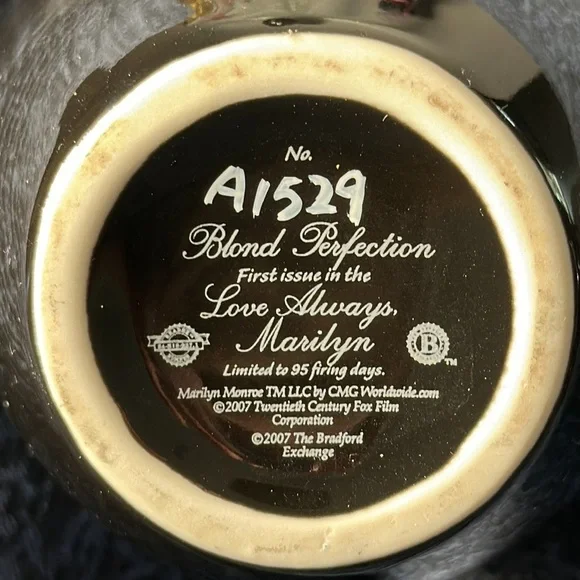 No.
A1529
Blond Perfection
First issue in the
Love Always,
Marilyn
B
TM
Limited to 95 firing days.
Marilyn Monroe TM LLC by CMG Worldwide.com
©2007 Twentieth Century Fox Film
Corporation
©2007 The Bradford
Exchange